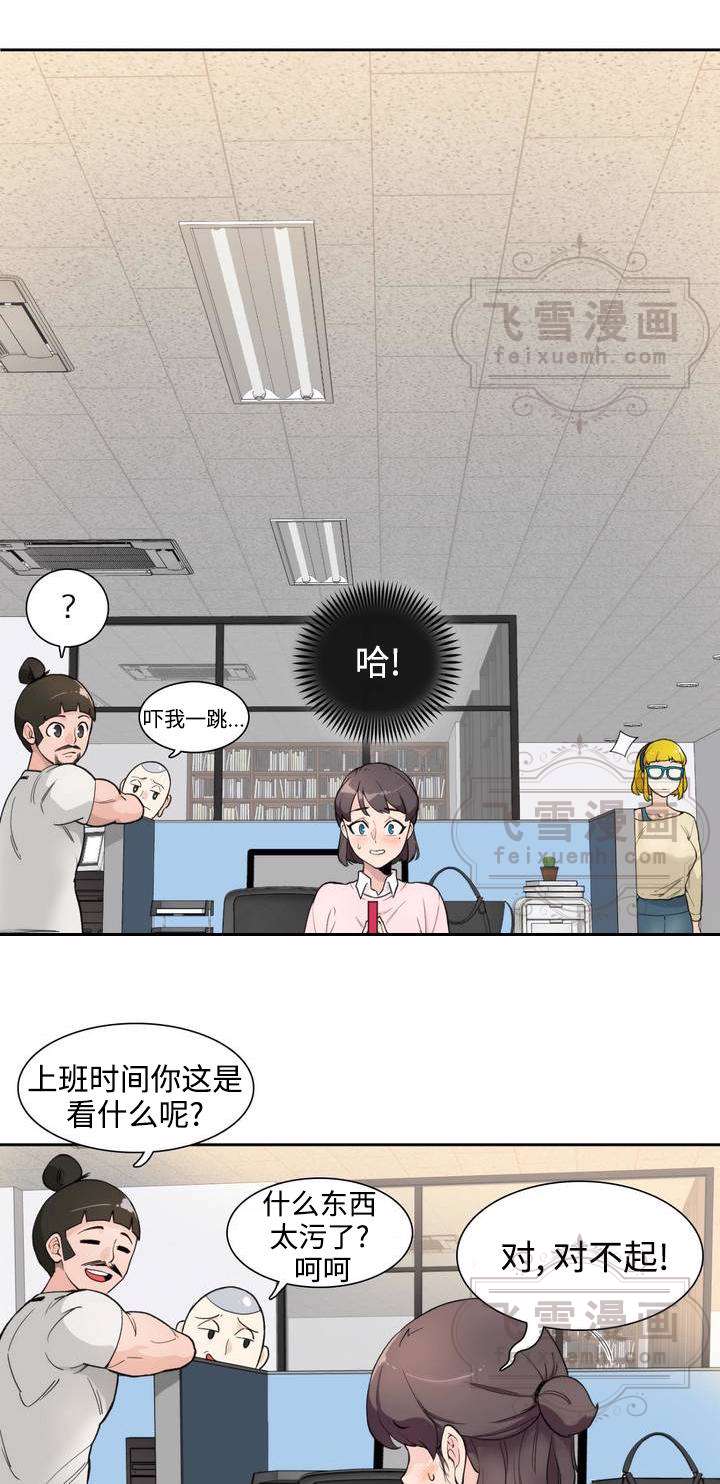 飞雪漫画
feixuemh.com
?
哈!
吓我一跳...
飞雪漫画
feixuemh.com
上班时间你这是
看什么呢?
什么东西
太污了?
呵呵
对, 对不起!
飞雪漫画
feixuemh.com